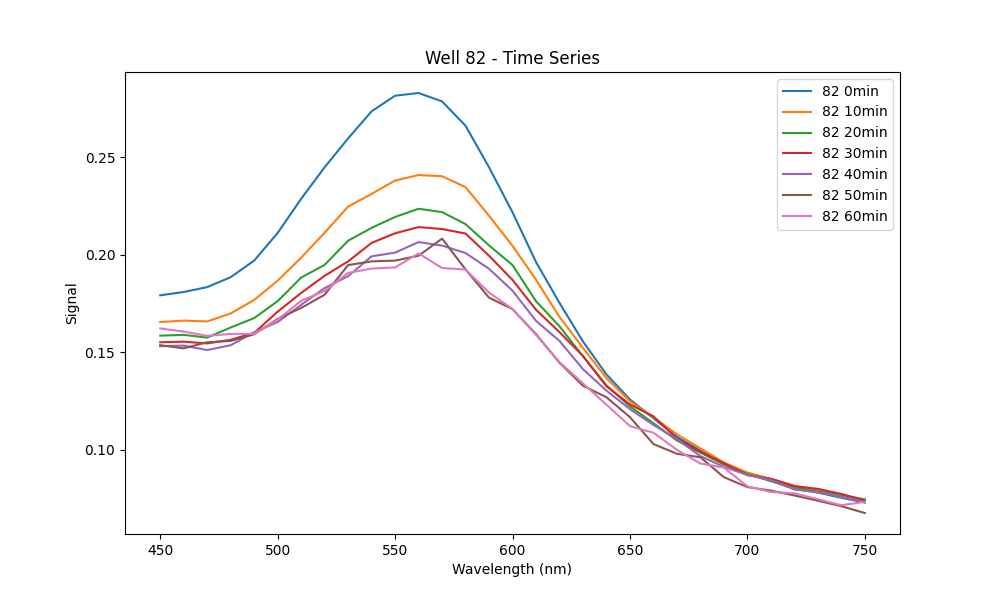 Well 82 - Time Series
82 0min
82 10min
82 20min
82 30min
82 40min
82 50min
82 60min
Signal
0.25
0.20
0.15
0.10
450 500 550 600 650 700 750
Wavelength (nm)